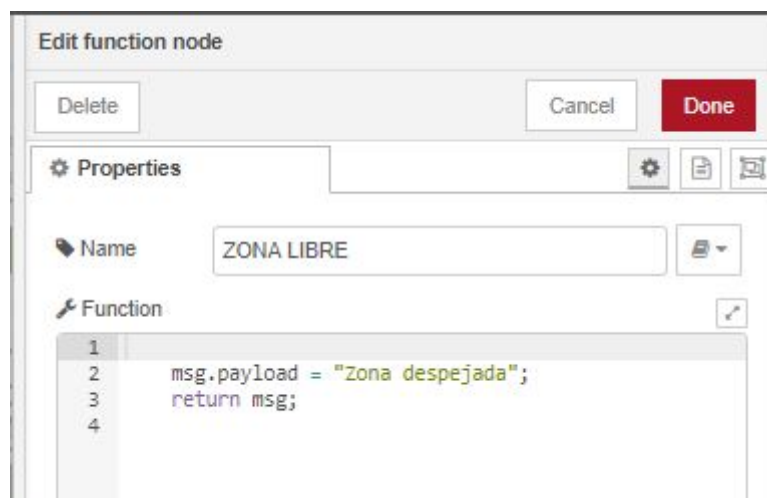 Edit function node
Delete Cancel Done
Properties
Name ZONA LIBRE
Function
1
2 msg.payload = "Zona despejada";
3 return msg;
4